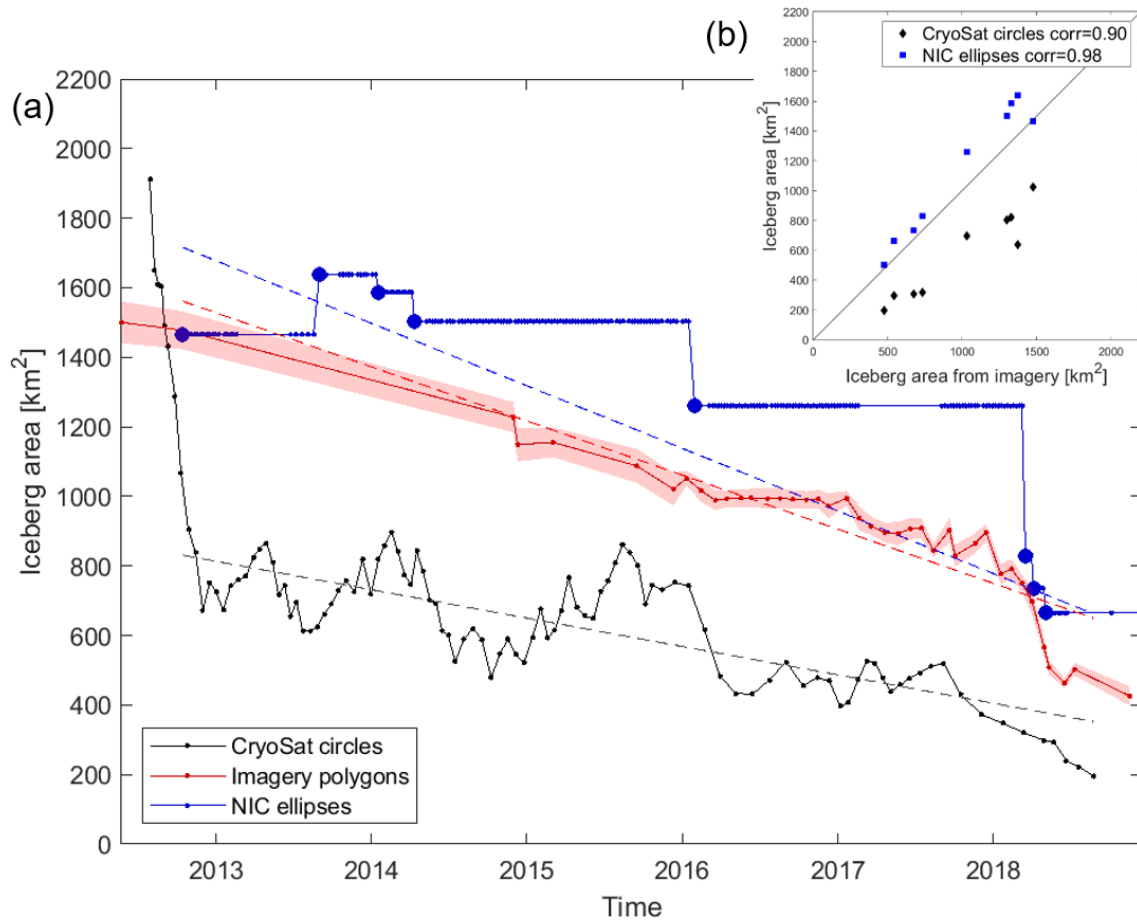 (a)
Iceberg area [km²]
2200
2000
1800
1600
1400
1200
1000
800
600
400
200
0
2013 2014 2015 2016 2017 2018
Time
CryoSat circles
Imagery polygons
NIC ellipses
(b)
Iceberg area [km²]
2200
2000
1800
1600
1400
1200
1000
800
600
400
200
0
0 500 1000 1500 2000
Iceberg area from imagery [km²]
CryoSat circles corr=0.90
NIC ellipses corr=0.98